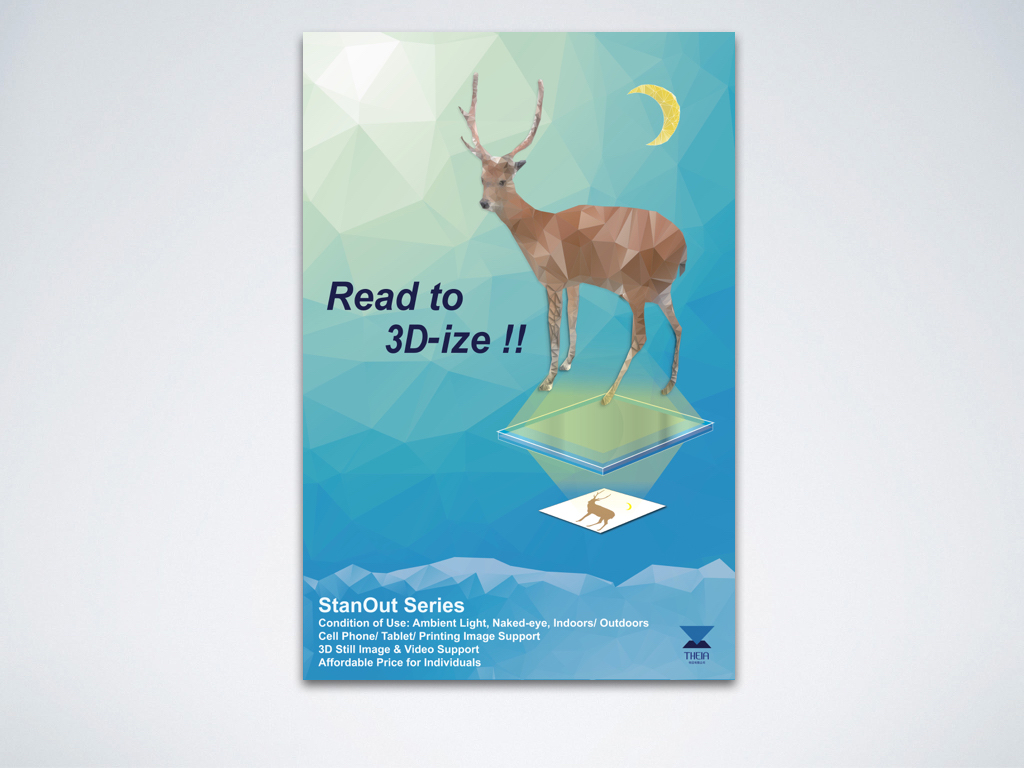 Read to
3D-ize !!
StanOut Series
Condition of Use: Ambient Light, Naked-eye, Indoors/ Outdoors
Cell Phone/ Tablet/ Printing Image Support
3D Still Image & Video Support
Affordable Price for Individuals
THEIA